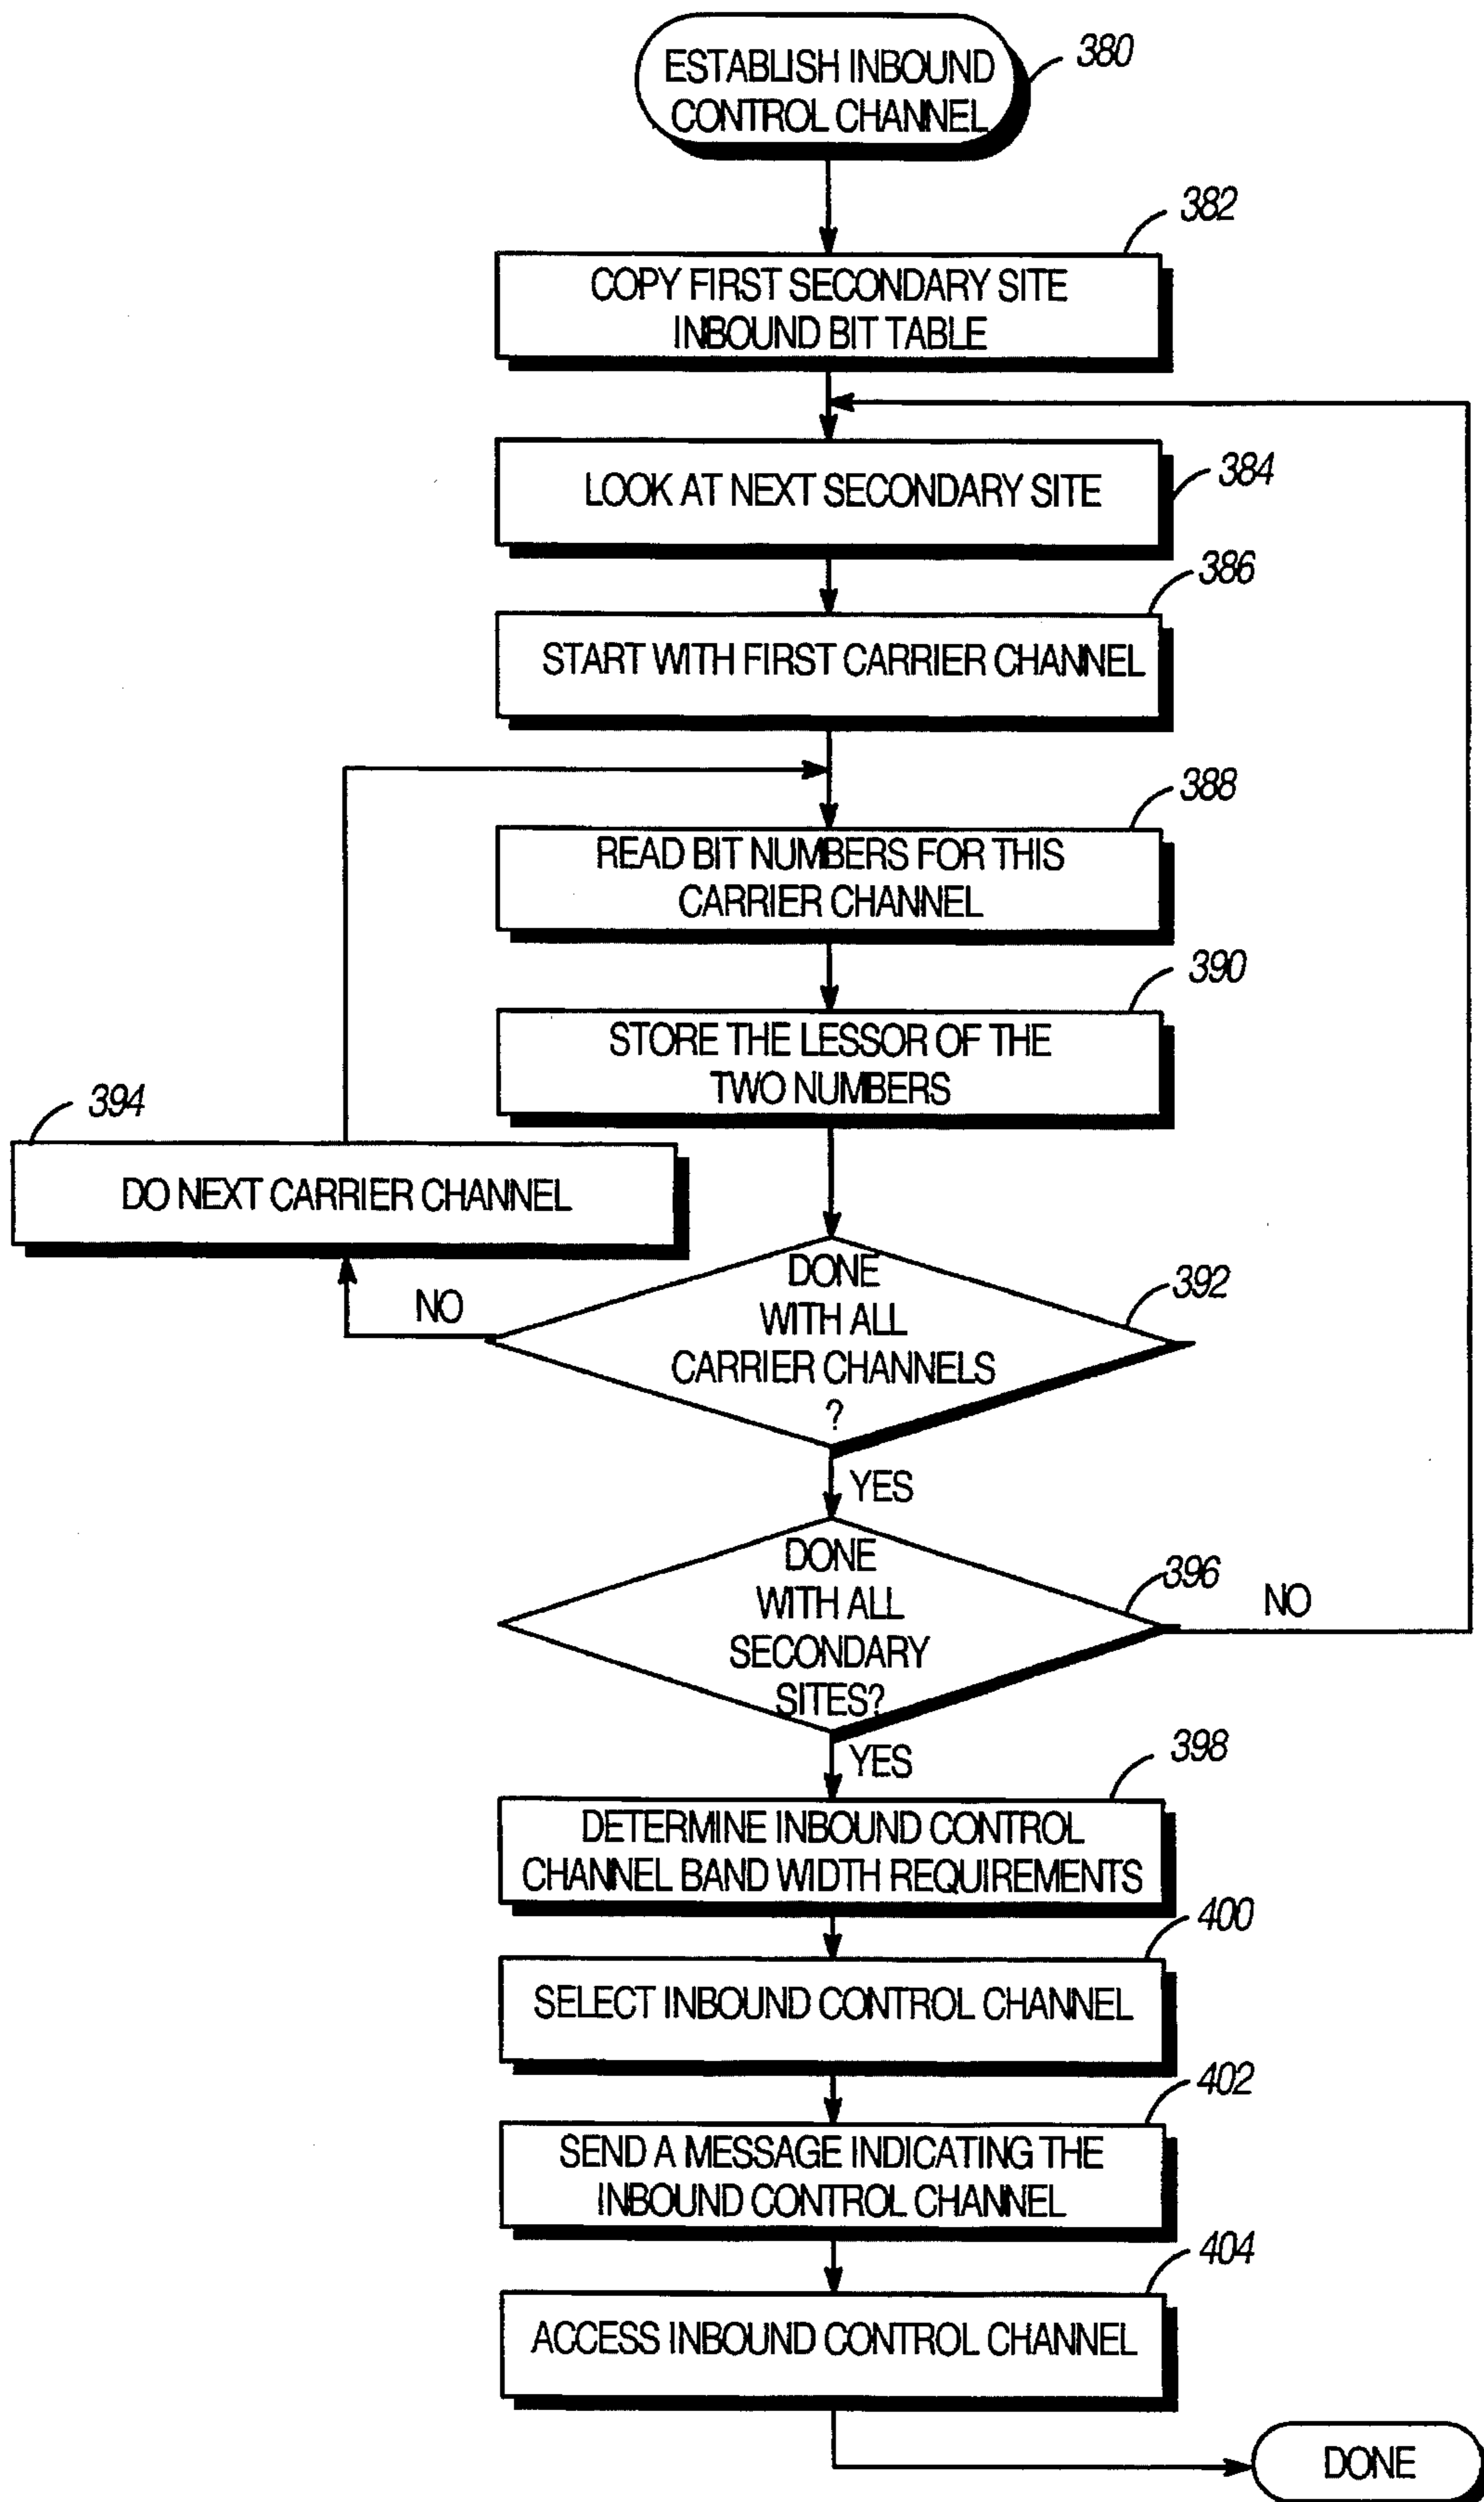 ESTABLISH INBOUND
CONTROL CHANNEL
380
382
COPY FIRST SECONDARY SITE
INBOUND BIT TABLE
384
LOOK AT NEXT SECONDARY SITE
386
START WITH FIRST CARRIER CHANNEL
388
READ BIT NUMBERS FOR THIS
CARRIER CHANNEL
390
STORE THE LESSOR OF THE
TWO NUMBERS
394
DO NEXT CARRIER CHANNEL
392
DONE
WITH ALL
CARRIER CHANNELS
?
NO
YES
396
DONE
WITH ALL
SECONDARY
SITES?
NO
YES
398
DETERMINE INBOUND CONTROL
CHANNEL BAND WIDTH REQUIREMENTS
400
SELECT INBOUND CONTROL CHANNEL
402
SEND A MESSAGE INDICATING THE
INBOUND CONTROL CHANNEL
404
ACCESS INBOUND CONTROL CHANNEL
DONE